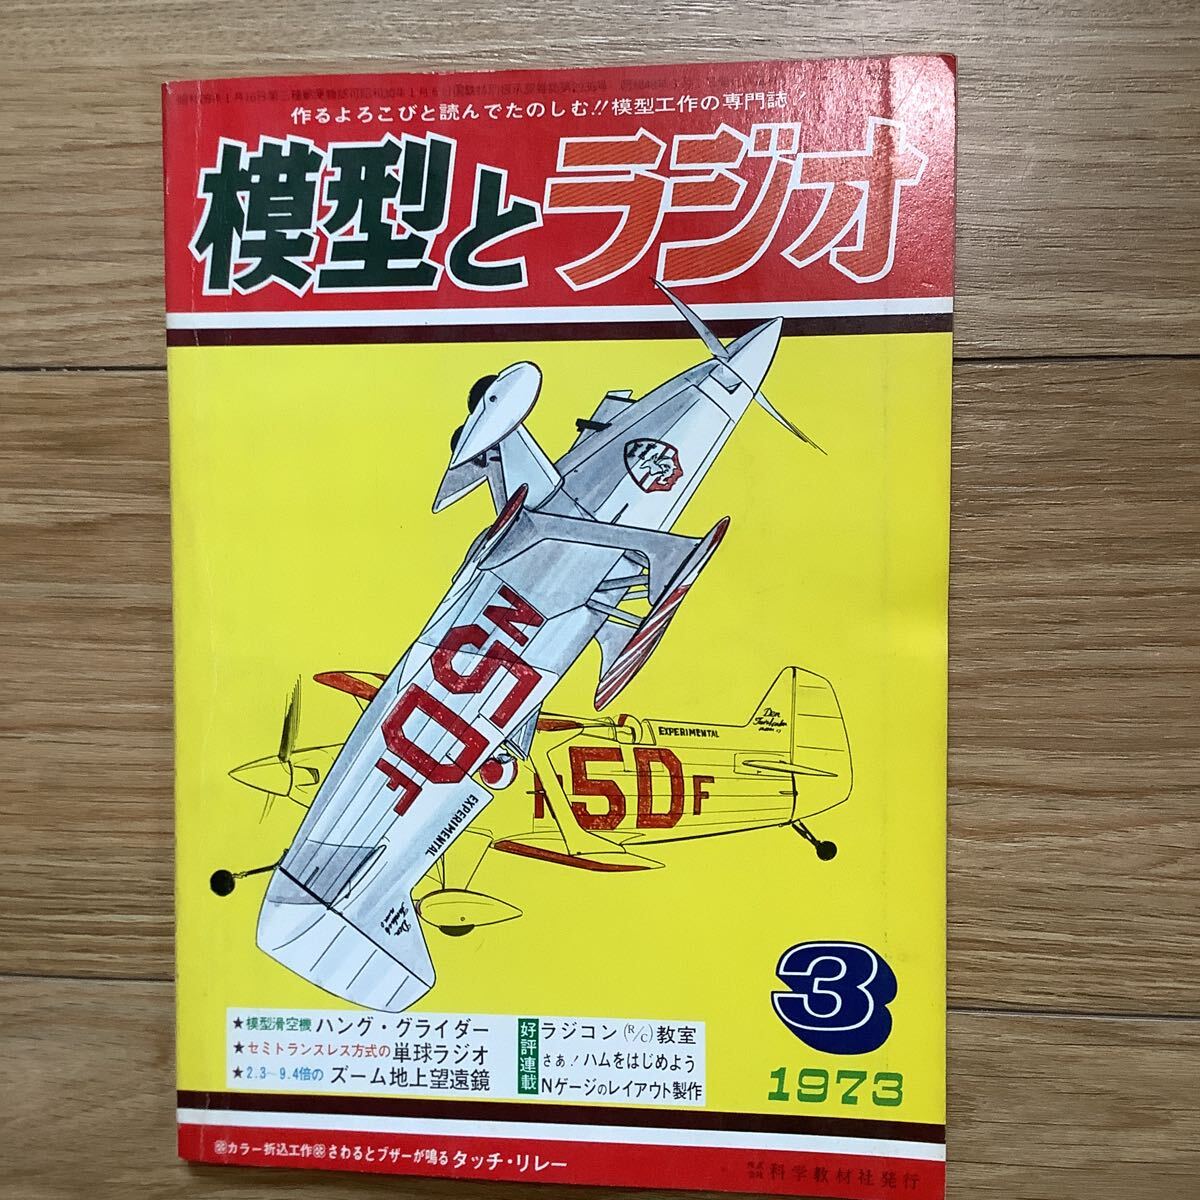 作るよろこびと読んでたのしむ!!模型工作の専門誌!
模型とラジオ
N5DF
EXPERIMENTAL
Don
EXPERIMENTAL
5DF
3
1973
★模型滑空機 ハング・グライダー
★セミトランスレス方式の 単球ラジオ
★2.3~9.4倍の ズーム地上望遠鏡
好評連載
ラジコン(R/C)教室
さぁ!ハムをはじめよう
Nゲージのレイアウト製作
カラー折込工作 さわるとブザーが鳴る タッチ・リレー
株式会社 科学教材社発行